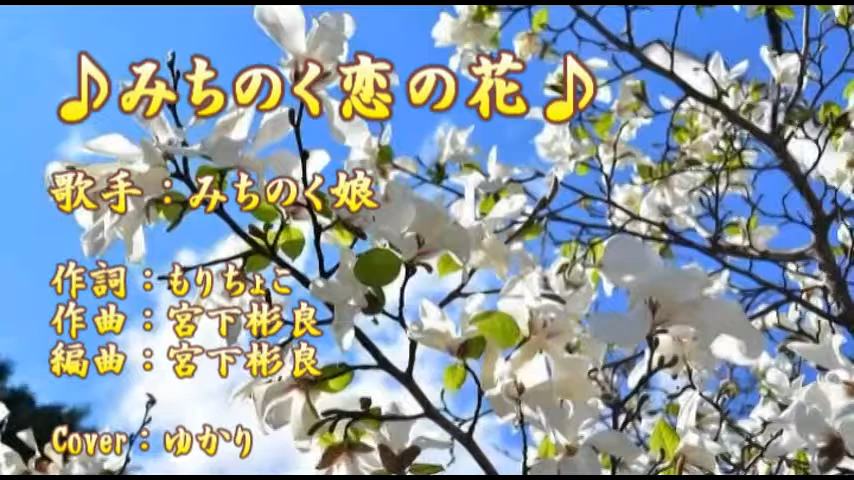 ♪みちのく恋の花♪
歌手：みちのく娘
作詞：もりちょこ
作曲：宮下彬良
編曲：宮下彬良
Cover：ゆかり